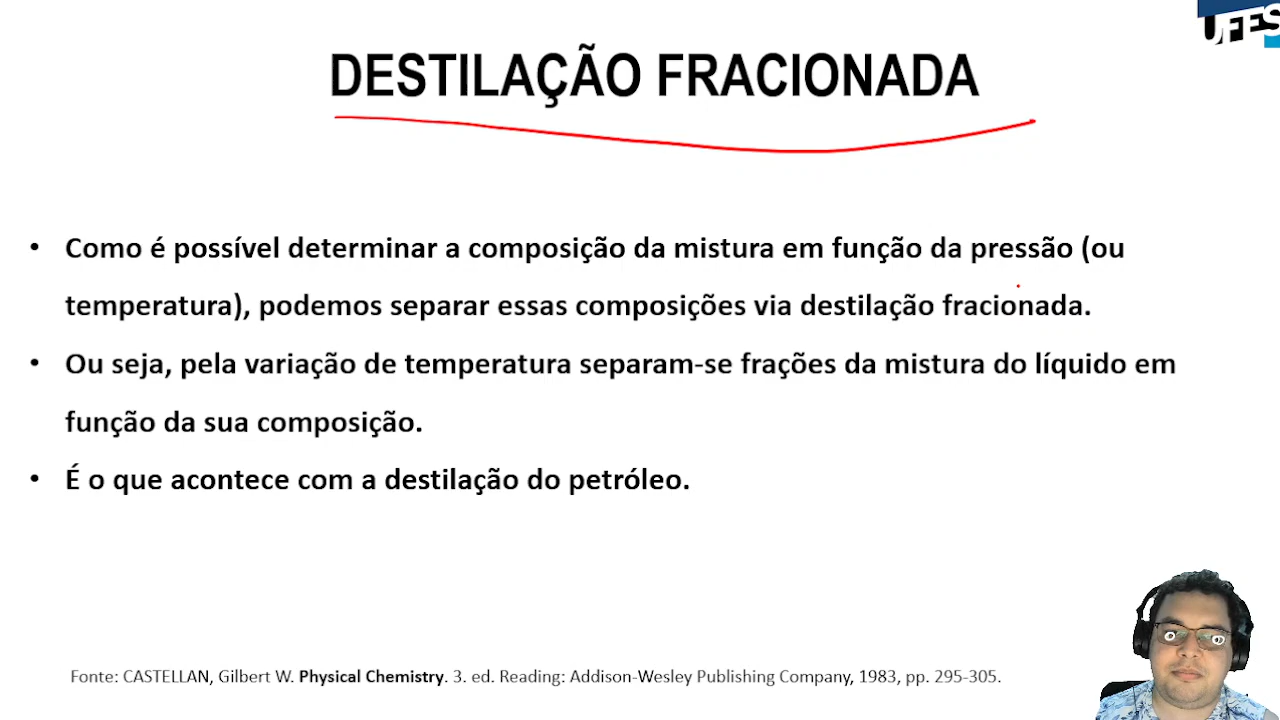 UFES
DESTILAÇÃO FRACIONADA
• Como é possível determinar a composição da mistura em função da pressão (ou
temperatura), podemos separar essas composições via destilação fracionada.
• Ou seja, pela variação de temperatura separam-se frações da mistura do líquido em
função da sua composição.
• É o que acontece com a destilação do petróleo.
Fonte: CASTELLAN, Gilbert W. Physical Chemistry. 3. ed. Reading: Addison-Wesley Publishing Company, 1983, pp. 295-305.